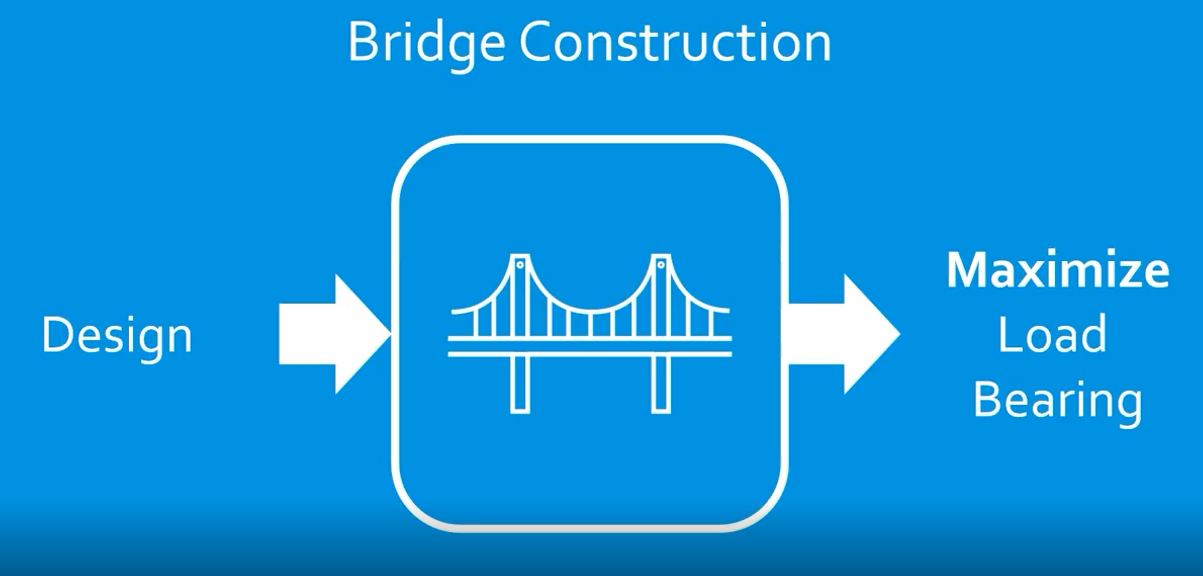 Bridge Construction
Design
Maximize
Load
Bearing